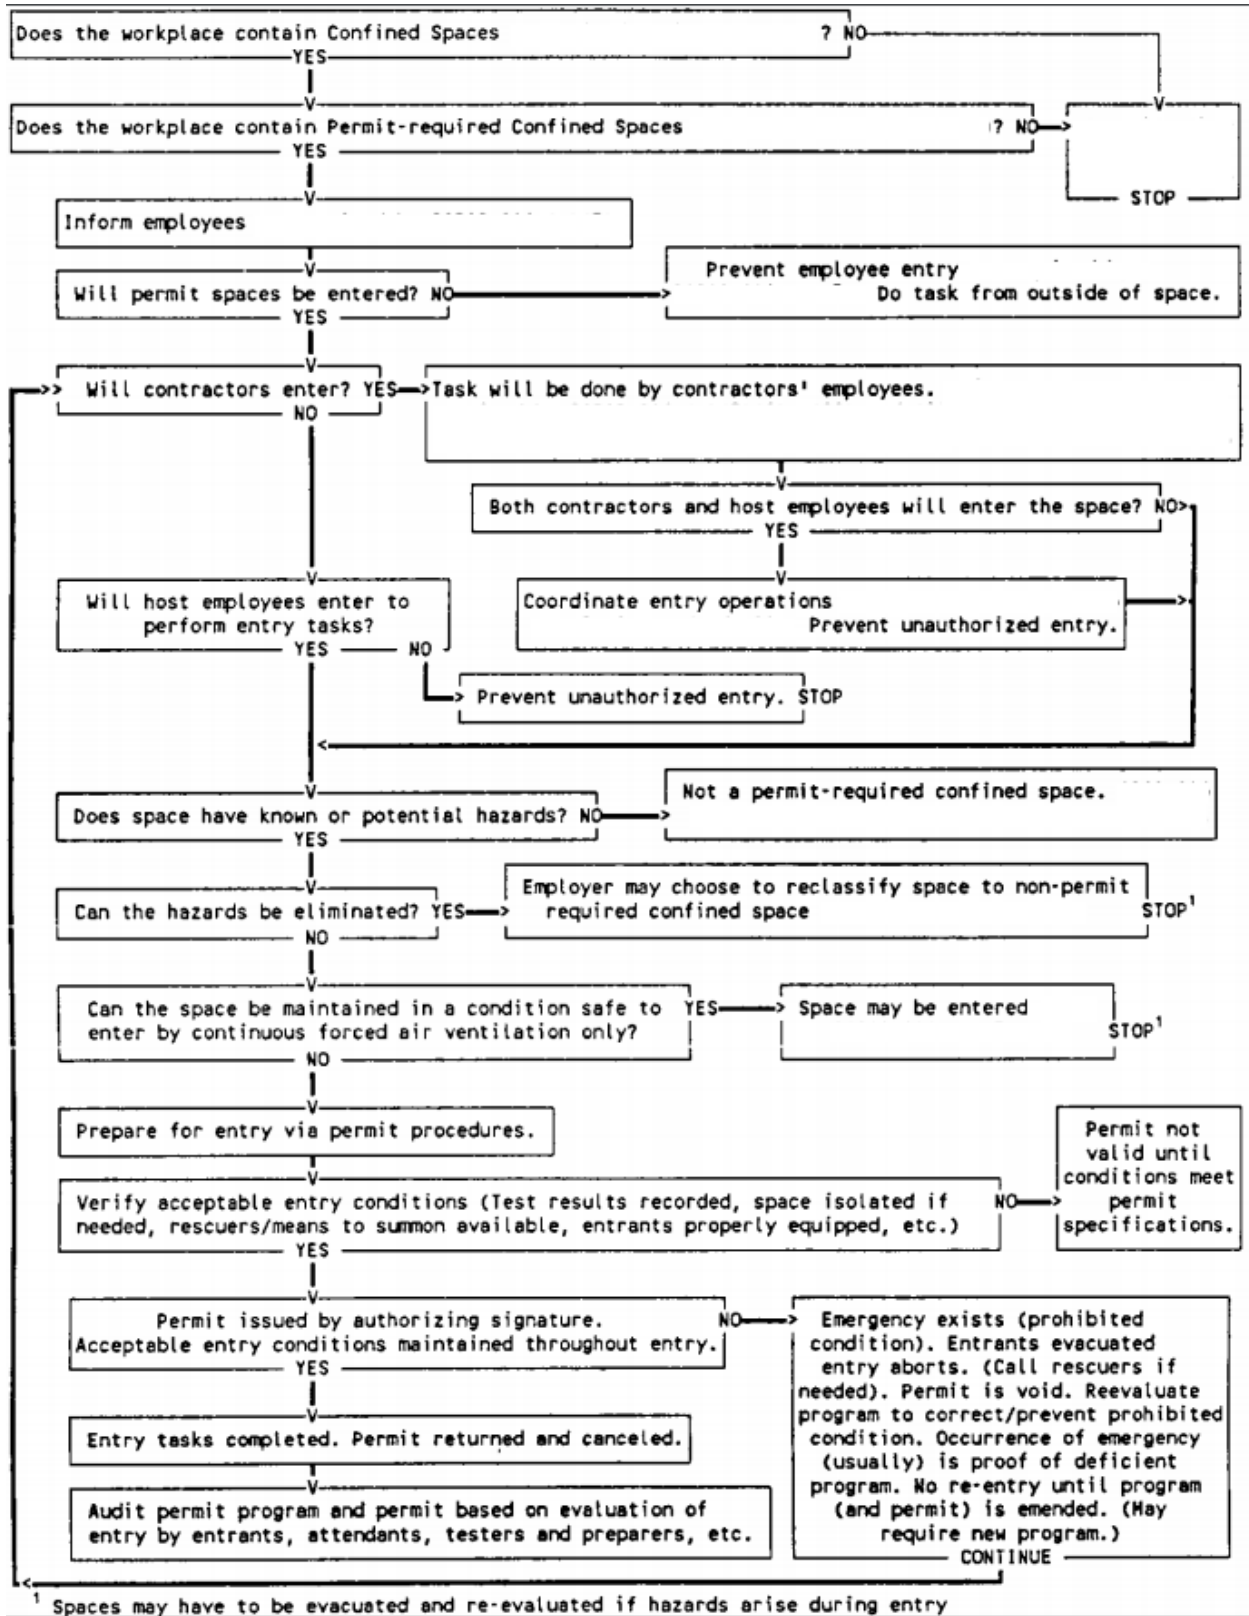 Does the workplace contain Confined Spaces ? NO
YES
Does the workplace contain Permit-required Confined Spaces ? NO
YES
STOP
Inform employees
Prevent employee entry
Do task from outside of space.
Will permit spaces be entered? NO
YES
Will contractors enter? YES
NO
Task will be done by contractors' employees.
Both contractors and host employees will enter the space? NO
YES
Will host employees enter to
perform entry tasks?
YES NO
Coordinate entry operations
Prevent unauthorized entry.
Prevent unauthorized entry. STOP
Does space have known or potential hazards? NO
YES
Not a permit-required confined space.
Can the hazards be eliminated? YES
NO
Employer may choose to reclassify space to non-permit
required confined space STOP¹
Can the space be maintained in a condition safe to YES
enter by continuous forced air ventilation only?
NO
Space may be entered
STOP¹
Prepare for entry via permit procedures.
Verify acceptable entry conditions (Test results recorded, space isolated if NO
needed, rescuers/means to summon available, entrants properly equipped, etc.)
YES
Permit not
valid until
conditions meet
permit
specifications.
Permit issued by authorizing signature. NO
Acceptable entry conditions maintained throughout entry.
YES
Emergency exists (prohibited
condition). Entrants evacuated
entry aborts. (Call rescuers if
needed). Permit is void. Reevaluate
program to correct/prevent prohibited
condition. Occurrence of emergency
(usually) is proof of deficient
program. No re-entry until program
(and permit) is emended. (May
require new program.)
CONTINUE
Entry tasks completed. Permit returned and canceled.
Audit permit program and permit based on evaluation of
entry by entrants, attendants, testers and preparers, etc.
¹ Spaces may have to be evacuated and re-evaluated if hazards arise during entry